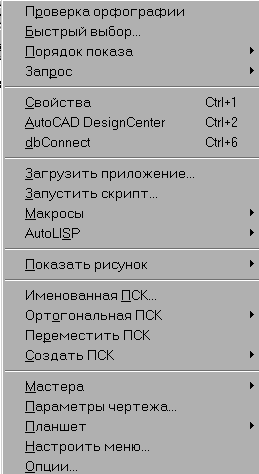 Проверка орфографии
Быстрый выбор...
Порядок показа
Запрос
Свойства Ctrl+1
AutoCAD DesignCenter Ctrl+2
dbConnect Ctrl+6
Загрузить приложение...
Запустить скрипт...
Макросы
AutoLISP
Показать рисунок
Именованная ПСК...
Ортогональная ПСК
Переместить ПСК
Создать ПСК
Мастера
Параметры чертежа...
Планшет
Настроить меню...
Опции...